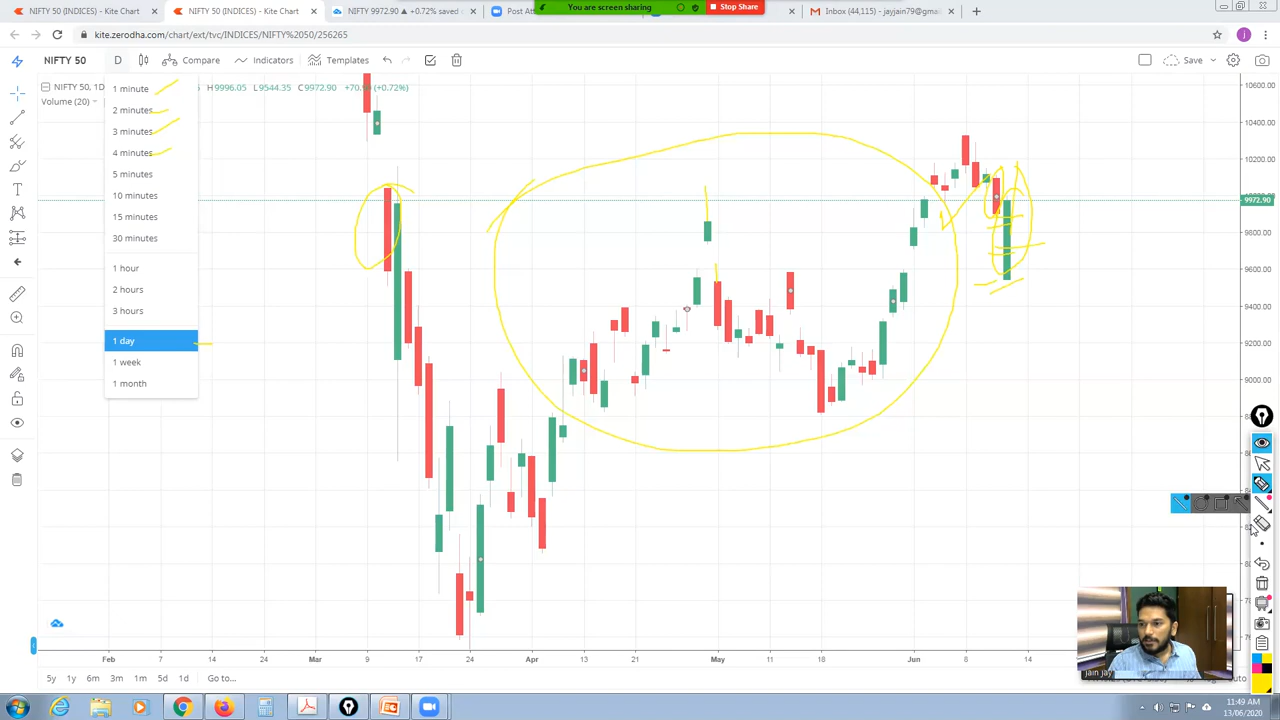 NIFTY 50 (INDICES) - Kite Chart
NIFTY 50 (INDICES) - Kite Chart
NIFTY 9972.90 ▲ +0.72% saved
Post Att
You are screen sharing
Stop Share
Inbox (44,115) - jayjain79@gmai
kite.zerodha.com/chart/ext/tvc/INDICES/NIFTY%2050/256265
NIFTY 50
D
Compare
Indicators
Templates
Save
NIFTY 50, 1D
H9996.05 L9544.35 C9972.90
(+0.72%)
Volume (20)
1 minute
2 minutes
3 minutes
4 minutes
5 minutes
10 minutes
15 minutes
30 minutes
1 hour
2 hours
3 hours
1 day
1 week
1 month
10600.00
10400.00
10200.00
9972.90
9800.00
9600.00
9400.00
9200.00
9000.00
Feb 7 14 24 Mar 9 17 24 Apr 13 21 May 11 18 Jun 8 14
5y 1y 6m 3m 1m 5d 1d Go to...
Jain Jay
11:49 AM
13/06/2020